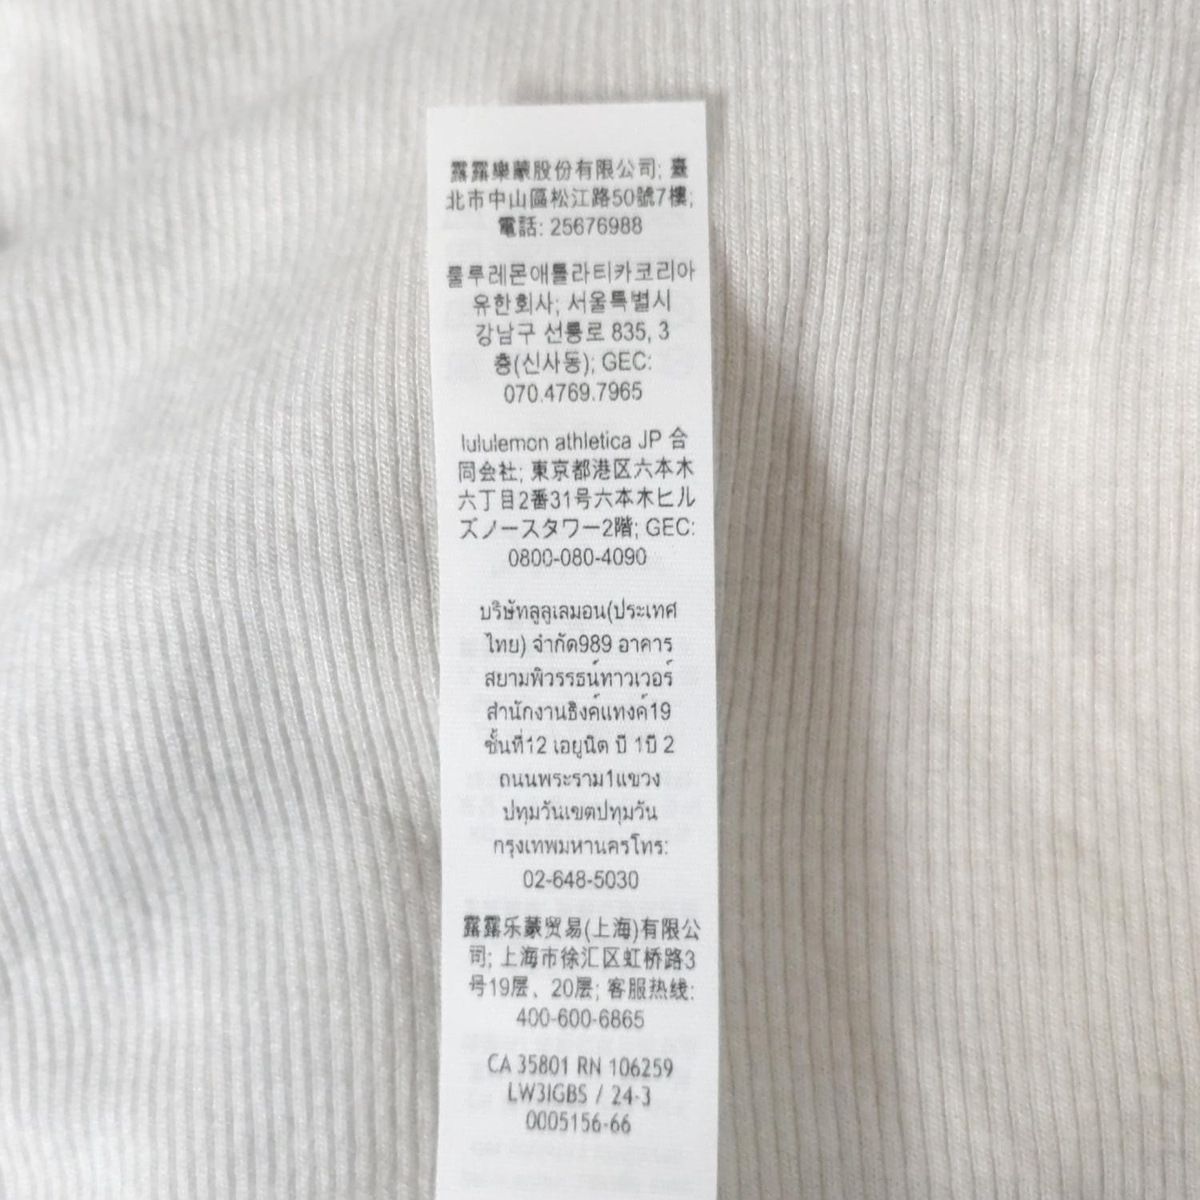 露露樂蒙股份有限公司; 臺
北市中山區松江路50號7樓;
電話: 25676988
룰루레몬애틀라티카코리아
유한회사; 서울특별시
강남구 선릉로 835, 3
층(신사동); GEC:
070.4769.7965
lululemon athletica JP 合
同会社; 東京都港区六本木
六丁目2番31号六本木ヒル
ズノースタワー2階; GEC:
0800-080-4090
บริษัทลูลูเลมอน(ประเทศ
ไทย) จำกัด989 อาคาร
สยามพิวรรธน์ทาวเวอร์
สำนักงานธิงค์แทงค์19
ชั้นที่12 เอยูนิต บี 1บี 2
ถนนพระราม1แขวง
ปทุมวันเขตปทุมวัน
กรุงเทพมหานครโทร:
02-648-5030
露露乐蒙贸易(上海)有限公
司; 上海市徐汇区虹桥路3
号19层、20层; 客服热线:
400-600-6865
CA 35801 RN 106259
LW3IGBS / 24-3
0005156-66